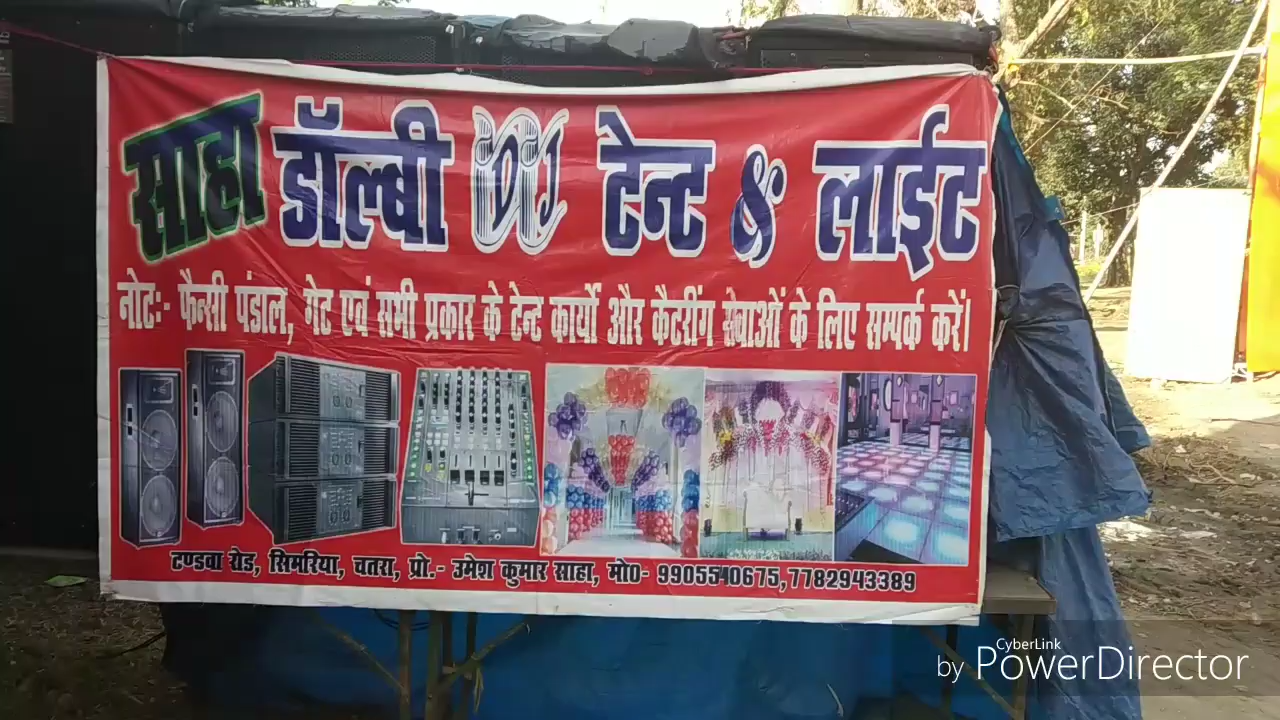 साहा डॉल्बी DJ टेन्ट & लाईट
नोटः- फैन्सी पंडाल, गेट एवं सभी प्रकार के टेन्ट कार्यो और कैटरींग सेवाओं के लिए सम्पर्क करें।
टण्डवा रोड, सिमरिया, चतरा, प्रो.- उमेश कुमार साहा, मो0- 9905540675,7782943389
CyberLink
by PowerDirector